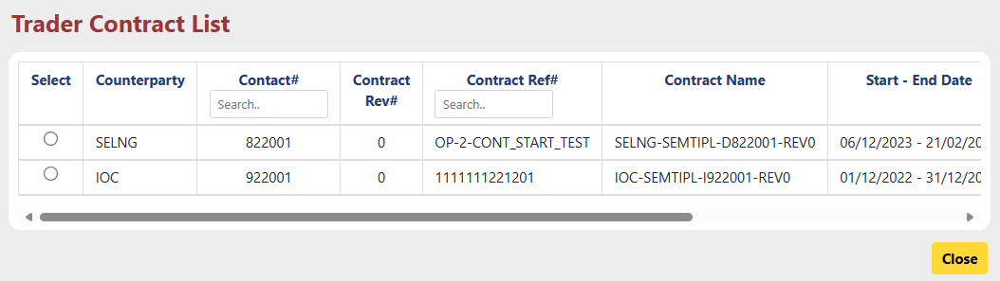 Trader Contract List
Select Counterparty Contact# Contract Rev# Contract Ref# Contract Name Start - End Date
Search.. Search..
SELNG 822001 0 OP-2-CONT_START_TEST SELNG-SEMTIPL-D822001-REV0 06/12/2023 - 21/02/20
IOC 922001 0 1111111221201 IOC-SEMTIPL-I922001-REV0 01/12/2022 - 31/12/20
Close